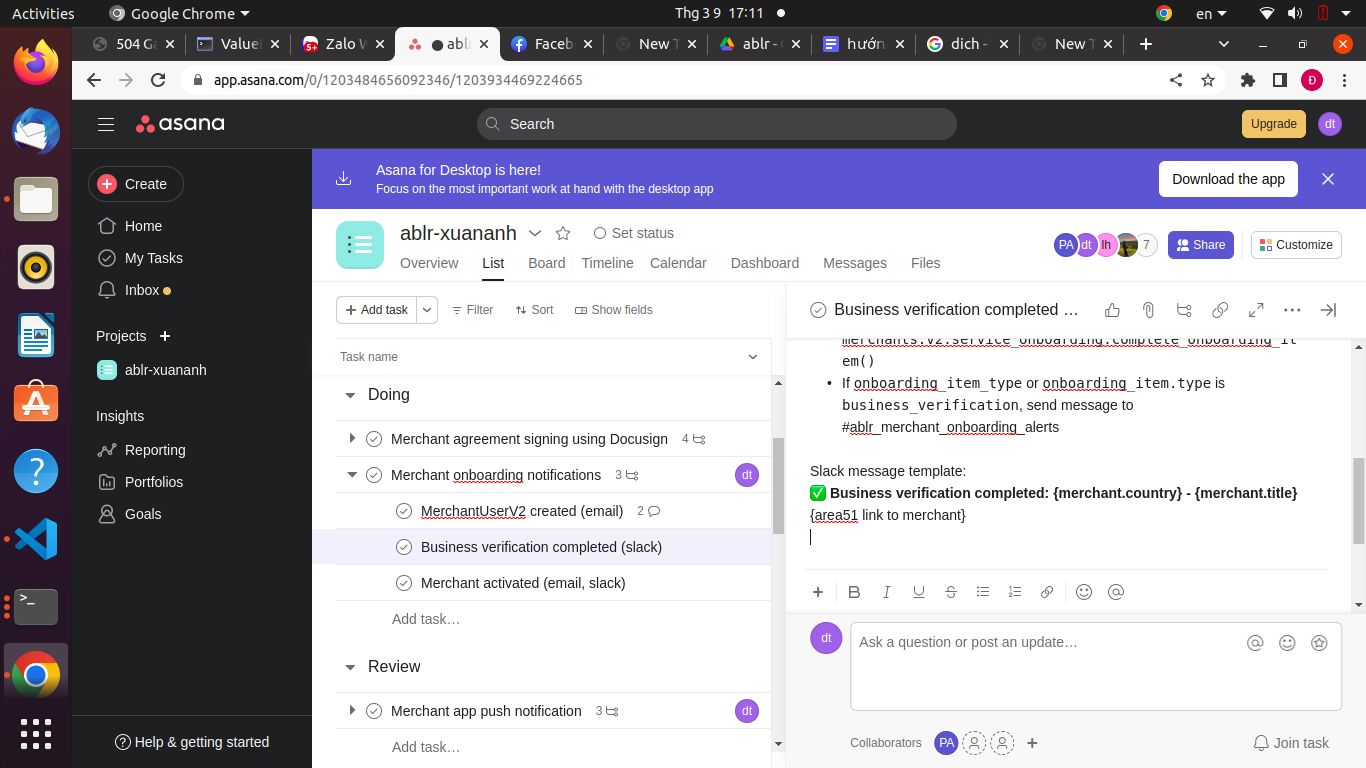 Activities
Google Chrome
Thg 3 9 17:11
en
504 Ga
Value
Zalo W
ablr
Faceb
New T
ablr - G
hướn
dich -
New T
app.asana.com/0/1203484656092346/1203934469224665
Đ
asana
Search
Upgrade
dt
Create
Home
My Tasks
Inbox
Projects
ablr-xuananh
Insights
Reporting
Portfolios
Goals
Help & getting started
Asana for Desktop is here!
Focus on the most important work at hand with the desktop app
Download the app
ablr-xuananh
Set status
Overview
List
Board
Timeline
Calendar
Dashboard
Messages
Files
PA
dt
lh
7
Share
Customize
Add task
Filter
Sort
Show fields
Task name
Doing
Merchant agreement signing using Docusign 4
Merchant onboarding notifications 3
dt
MerchantUserV2 created (email) 2
Business verification completed (slack)
Merchant activated (email, slack)
Add task…
Review
Merchant app push notification 3
dt
Add task…
Business verification completed …
merchants.v2.service_onboarding.complete_onboarding_it
em()
• If onboarding_item_type or onboarding_item.type is
business_verification, send message to
#ablr_merchant_onboarding_alerts
Slack message template:
✅ Business verification completed: {merchant.country} - {merchant.title}
{area51 link to merchant}
dt
Ask a question or post an update…
Collaborators
PA
Join task